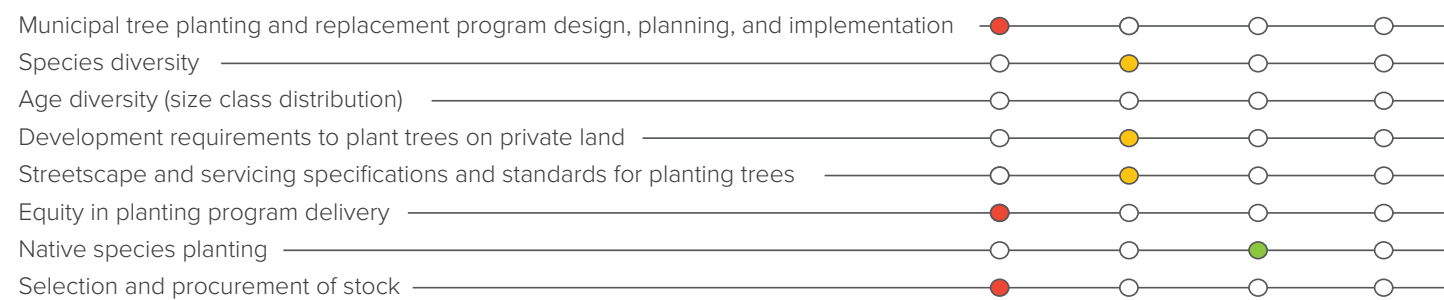 Municipal tree planting and replacement program design, planning, and implementation
Species diversity
Age diversity (size class distribution)
Development requirements to plant trees on private land
Streetscape and servicing specifications and standards for planting trees
Equity in planting program delivery
Native species planting
Selection and procurement of stock